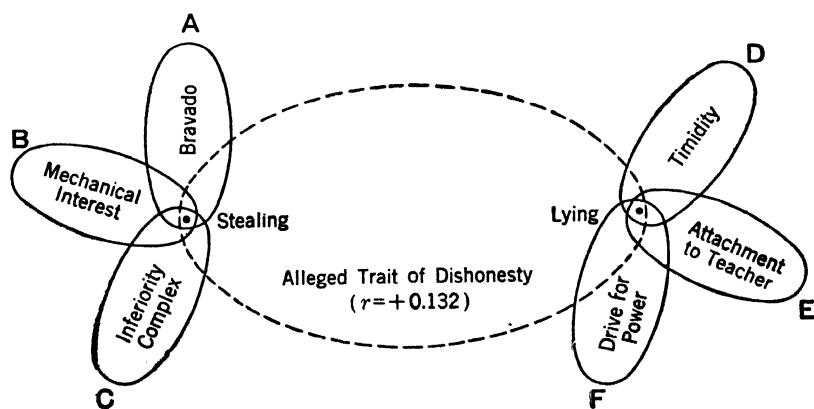 A
Bravado
B
Mechanical
Interest
Stealing
Inferiority
Complex
C
Alleged Trait of Dishonesty
(r=+0.132)
D
Timidity
Lying
Attachment
to Teacher
E
Drive for
Power
F